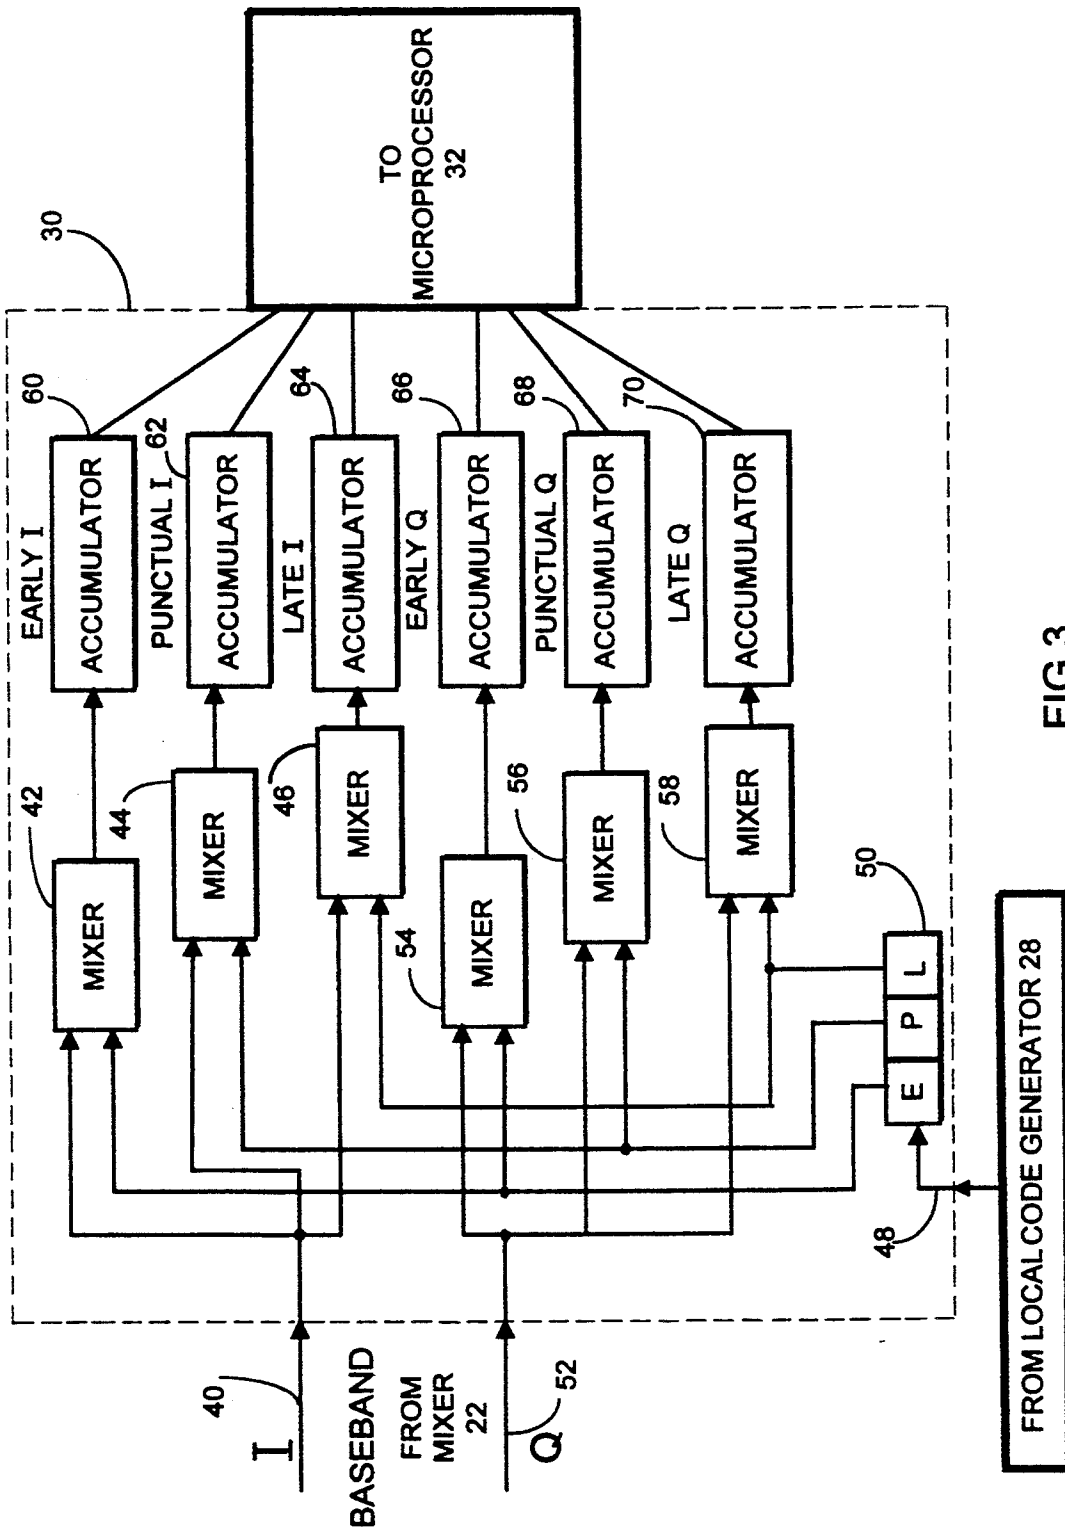 30
TO
MICROPROCESSOR
32
EARLY I
60
ACCUMULATOR
PUNCTUAL I
62
ACCUMULATOR
LATE I
64
ACCUMULATOR
EARLY Q
66
ACCUMULATOR
PUNCTUAL Q
68
ACCUMULATOR
LATE Q
70
ACCUMULATOR
42
MIXER
44
MIXER
46
MIXER
54
MIXER
56
MIXER
58
MIXER
50
E P L
48
I
40
BASEBAND
FROM
MIXER
22
Q
52
FROM LOCAL CODE GENERATOR 28
FIG.3